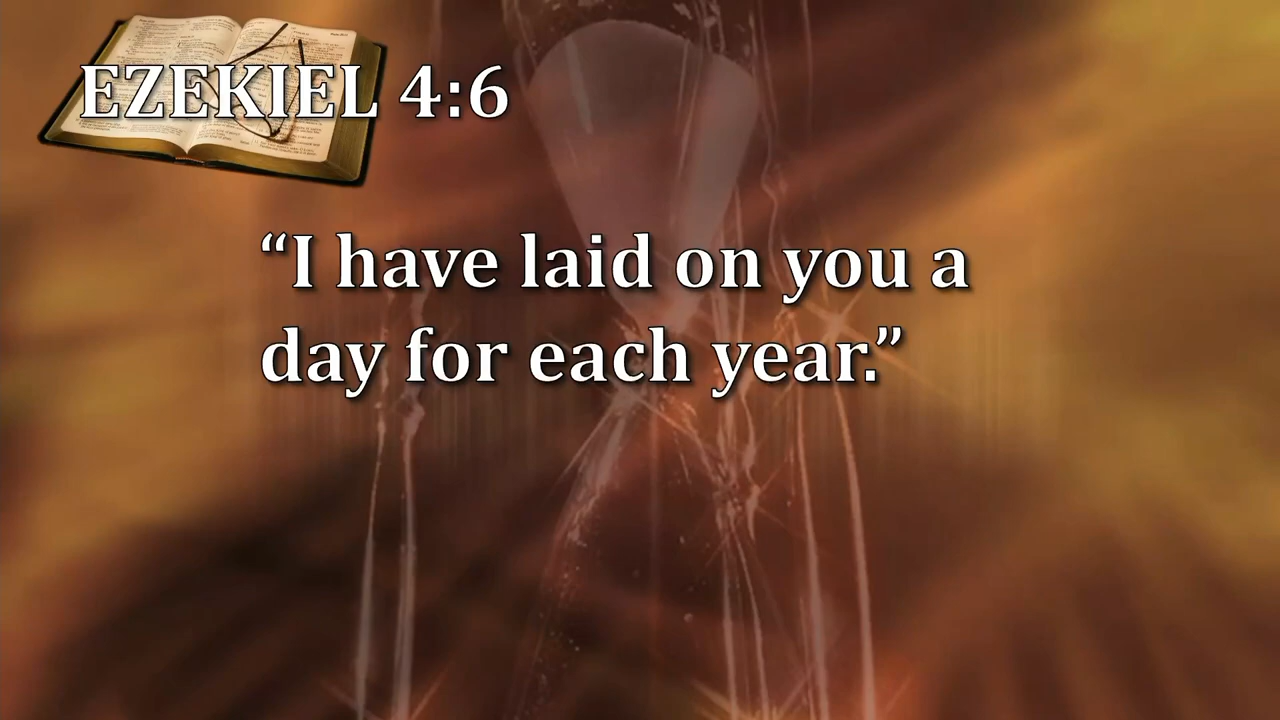 EZEKIEL 4:6
“I have laid on you a
day for each year.”